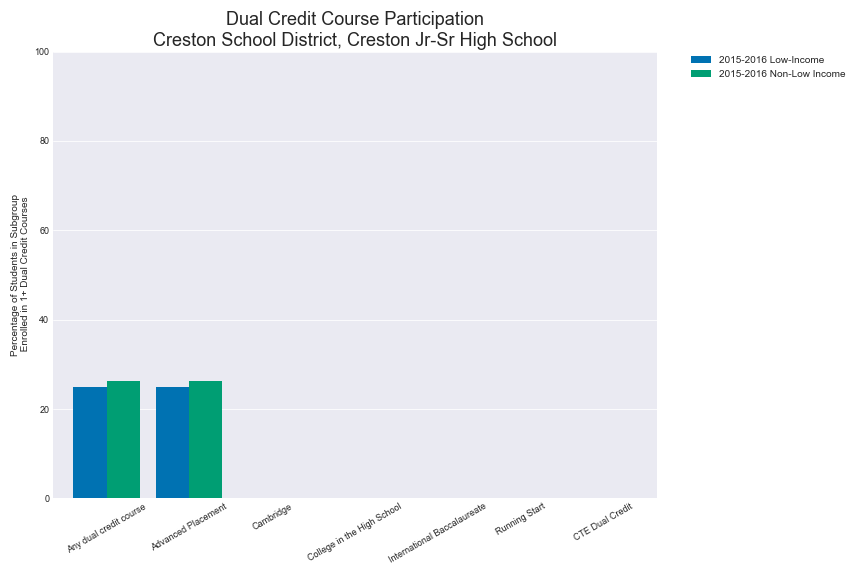 Dual Credit Course Participation
Creston School District, Creston Jr-Sr High School
2015-2016 Low-Income
2015-2016 Non-Low Income
Percentage of Students in Subgroup
Enrolled in 1+ Dual Credit Courses
100
80
60
40
20
0
Any dual credit course
Advanced Placement
Cambridge
College in the High School
International Baccalaureate
Running Start
CTE Dual Credit